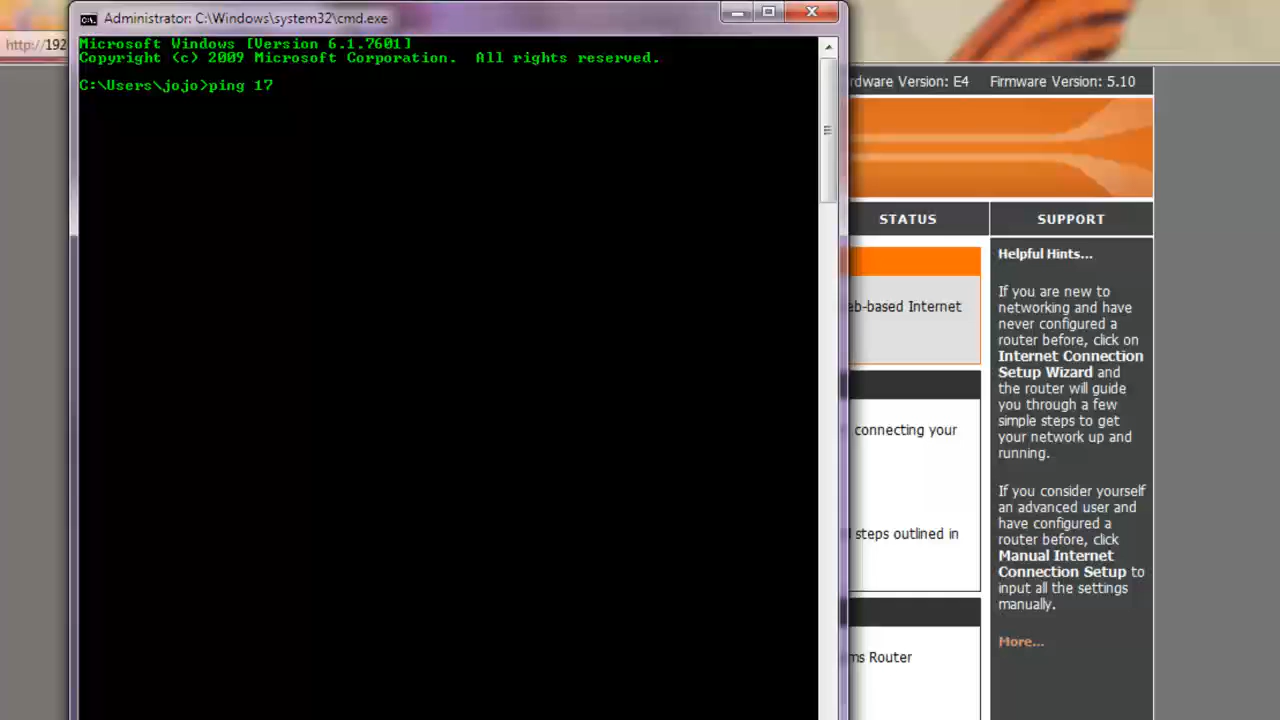 Administrator: C:\Windows\system32\cmd.exe
http://192
Microsoft Windows [Version 6.1.7601]
Copyright (c) 2009 Microsoft Corporation.  All rights reserved.
C:\Users\jojo>ping 17
Version: E4 Firmware Version: 5.10
STATUS
SUPPORT
Helpful Hints...
If you are new to
networking and have
never configured a
router before, click on
Internet Connection
Setup Wizard and
the router will guide
you through a few
simple steps to get
your network up and
running.
If you consider yourself
an advanced user and
have configured a
router before, click
Manual Internet
Connection Setup to
input all the settings
manually.
More...
eb-based Internet
connecting your
steps outlined in
ms Router